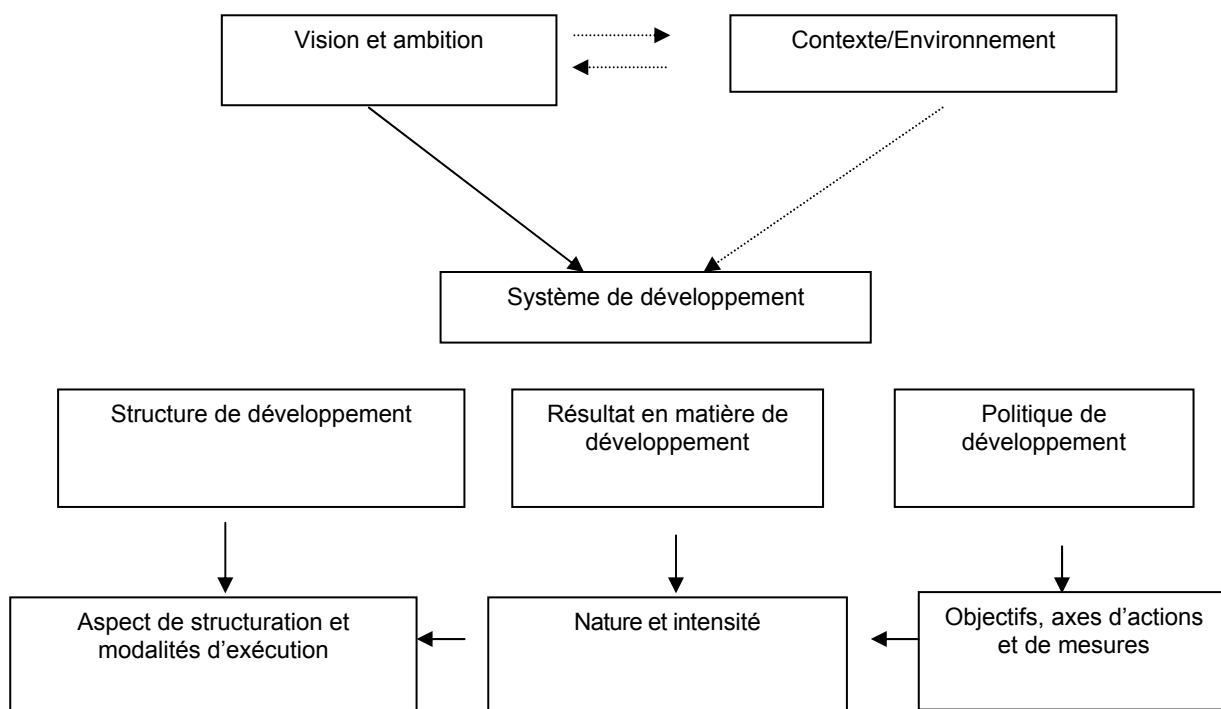 Vision et ambition
Contexte/Environnement
Système de développement
Structure de développement
Résultat en matière de
développement
Politique de
développement
Aspect de structuration et
modalités d’exécution
Nature et intensité
Objectifs, axes d’actions
et de mesures